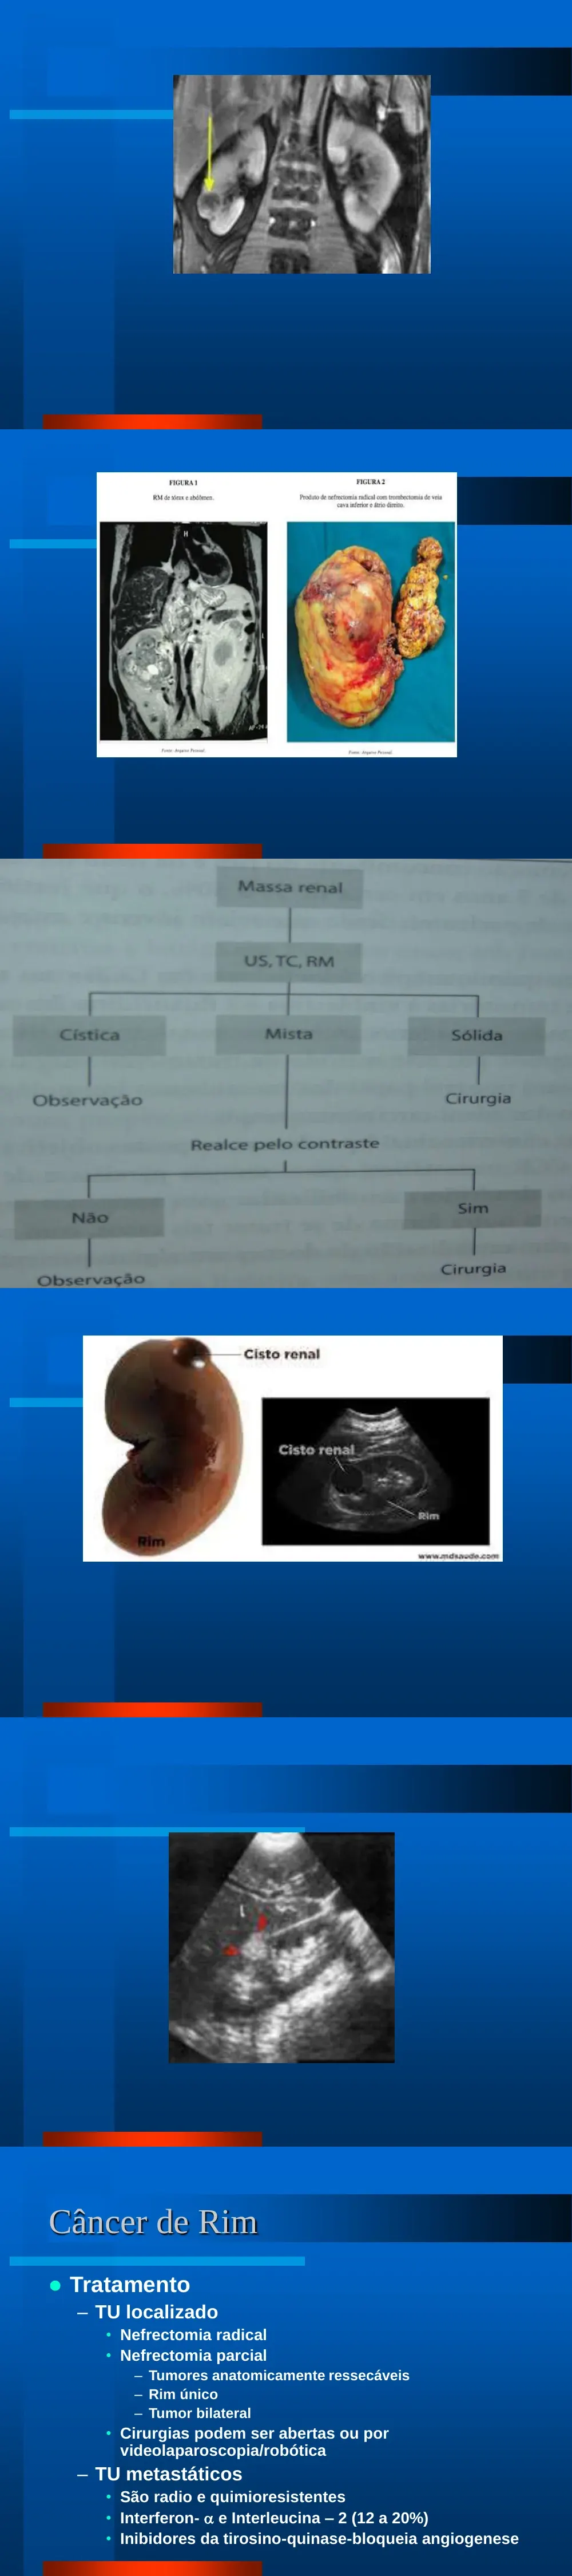 FIGURA 1
RM de tórax e abdômen.
Fonte: Arquivo Pessoal.
FIGURA 2
Produto de nefrectomia radical com trombectomia de veia
cava inferior e átrio direito.
Fonte: Arquivo Pessoal.
H
Massa renal
US, TC, RM
Cística
Mista
Sólida
Observação
Cirurgia
Realce pelo contraste
Não
Sim
Observação
Cirurgia
Cisto renal
Rim
Cisto renal
Rim
www.mdsaude.com
Câncer de Rim
• Tratamento
– TU localizado
• Nefrectomia radical
• Nefrectomia parcial
– Tumores anatomicamente ressecáveis
– Rim único
– Tumor bilateral
• Cirurgias podem ser abertas ou por
videolaparoscopia/robótica
– TU metastáticos
• São radio e quimioresistentes
• Interferon- α e Interleucina – 2 (12 a 20%)
• Inibidores da tirosino-quinase-bloqueia angiogenese